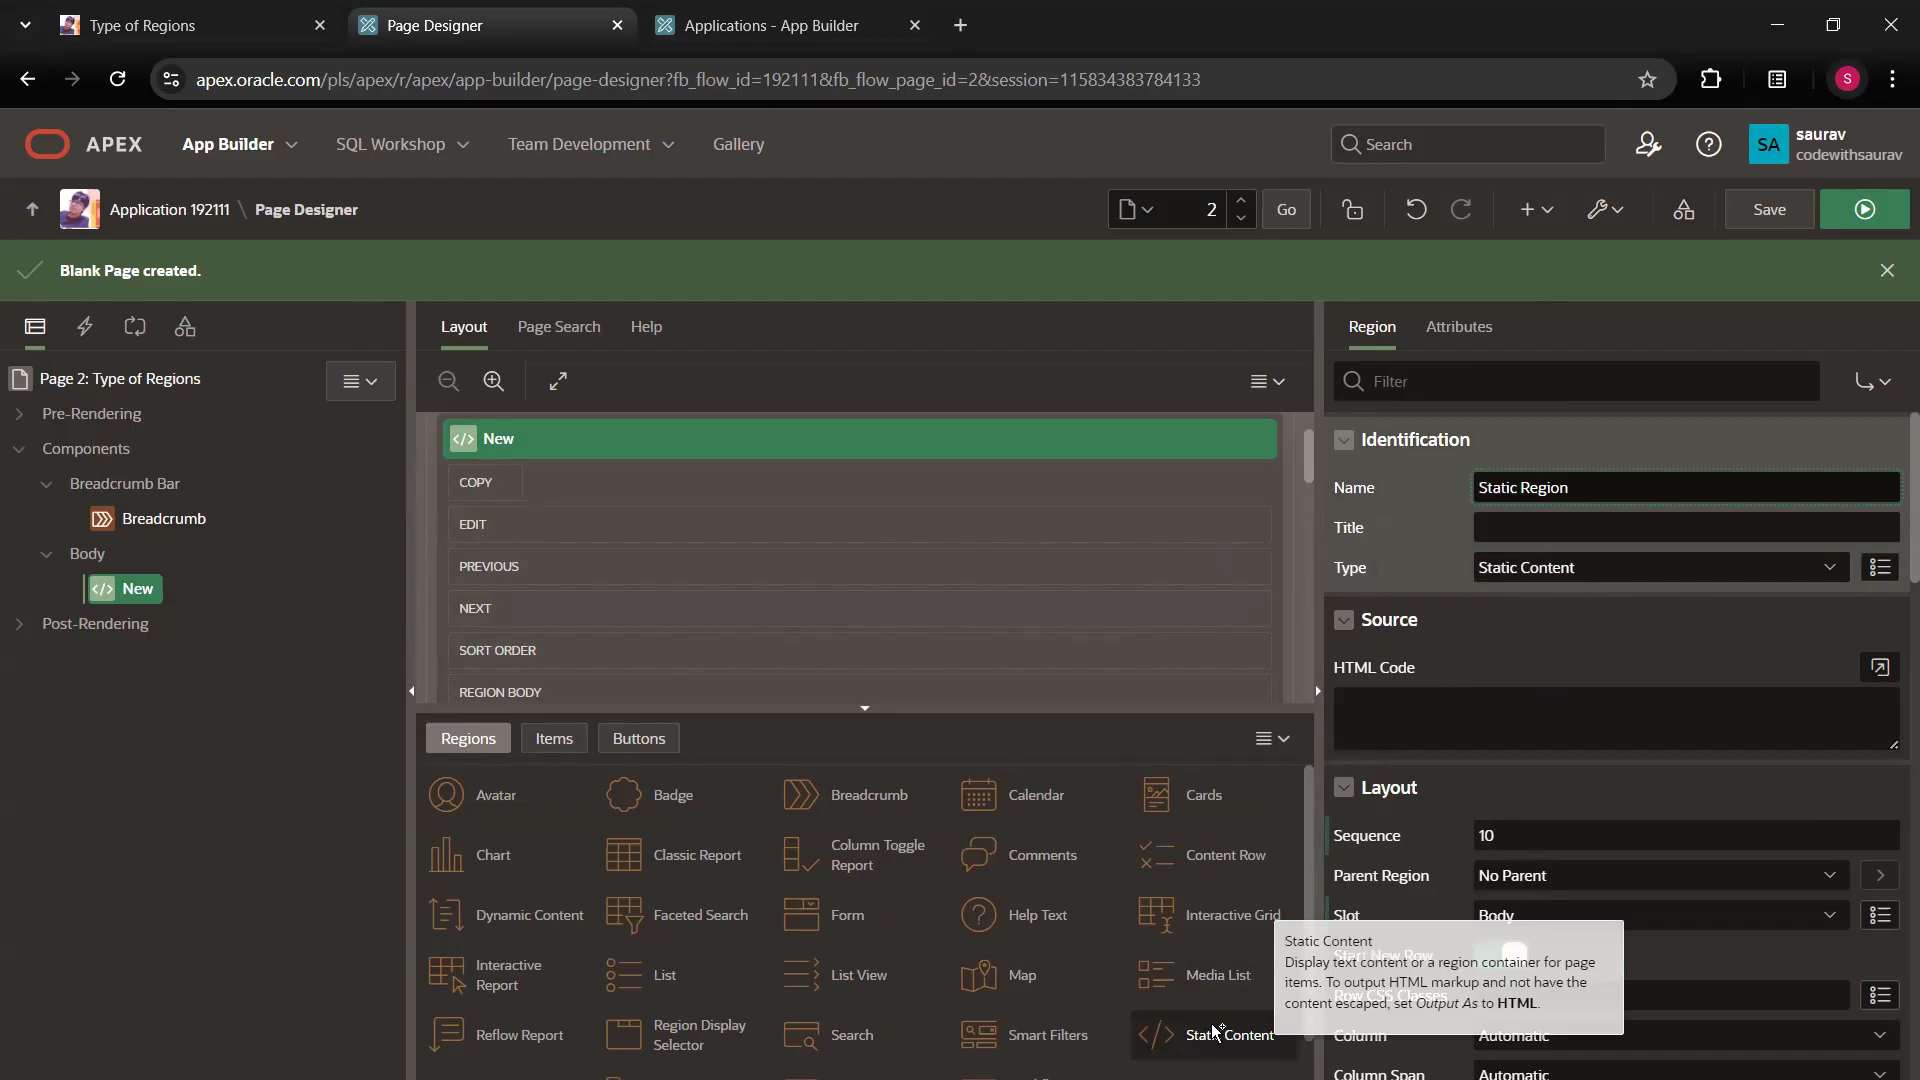 Type of Regions
Page Designer
Applications - App Builder
apex.oracle.com/pls/apex/r/apex/app-builder/page-designer?fb_flow_id=192111&fb_flow_page_id=2&session=115834383784133
S
APEX
App Builder
SQL Workshop
Team Development
Gallery
Search
SA
saurav
codewithsaurav
Application 192111 \ Page Designer
2
Go
Save
Blank Page created.
Page 2: Type of Regions
Pre-Rendering
Components
Breadcrumb Bar
Breadcrumb
Body
New
Post-Rendering
Layout
Page Search
Help
New
COPY
EDIT
PREVIOUS
NEXT
SORT ORDER
REGION BODY
Regions
Items
Buttons
Avatar
Badge
Breadcrumb
Calendar
Cards
Chart
Classic Report
Column Toggle
Report
Comments
Content Row
Dynamic Content
Faceted Search
Form
Help Text
Interactive Grid
Interactive
Report
List
List View
Map
Media List
Reflow Report
Region Display
Selector
Search
Smart Filters
Static Content
Region
Attributes
Filter
Identification
Name
Static Region
Title
Type
Static Content
Source
HTML Code
Layout
Sequence
10
Parent Region
No Parent
Slot
Body
Static Content
Display text content or a region container for page
items. To output HTML markup and not have the
content escaped, set Output As to HTML.
Start New Row
Row CSS Classes
Column
Automatic
Column Span
Automatic